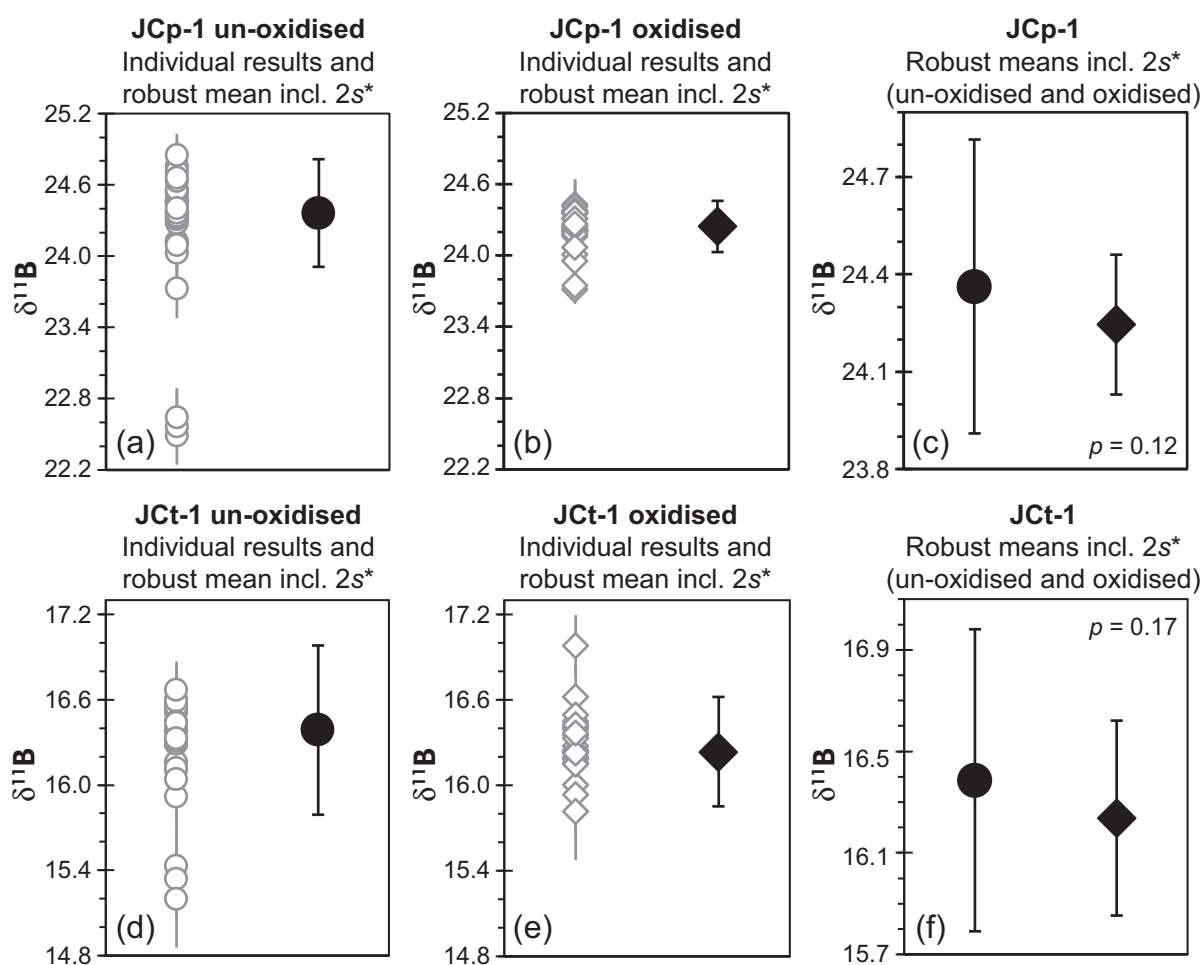 JCp-1 un-oxidised
Individual results and
robust mean incl. 2s*
δ¹¹B
25.2
24.6
24.0
23.4
22.8
22.2
(a)
JCp-1 oxidised
Individual results and
robust mean incl. 2s*
δ¹¹B
25.2
24.6
24.0
23.4
22.8
22.2
(b)
JCp-1
Robust means incl. 2s*
(un-oxidised and oxidised)
δ¹¹B
24.7
24.4
24.1
23.8
(c)
p = 0.12
JCt-1 un-oxidised
Individual results and
robust mean incl. 2s*
δ¹¹B
17.2
16.6
16.0
15.4
14.8
(d)
JCt-1 oxidised
Individual results and
robust mean incl. 2s*
δ¹¹B
17.2
16.6
16.0
15.4
14.8
(e)
JCt-1
Robust means incl. 2s*
(un-oxidised and oxidised)
p = 0.17
δ¹¹B
16.9
16.5
16.1
15.7
(f)